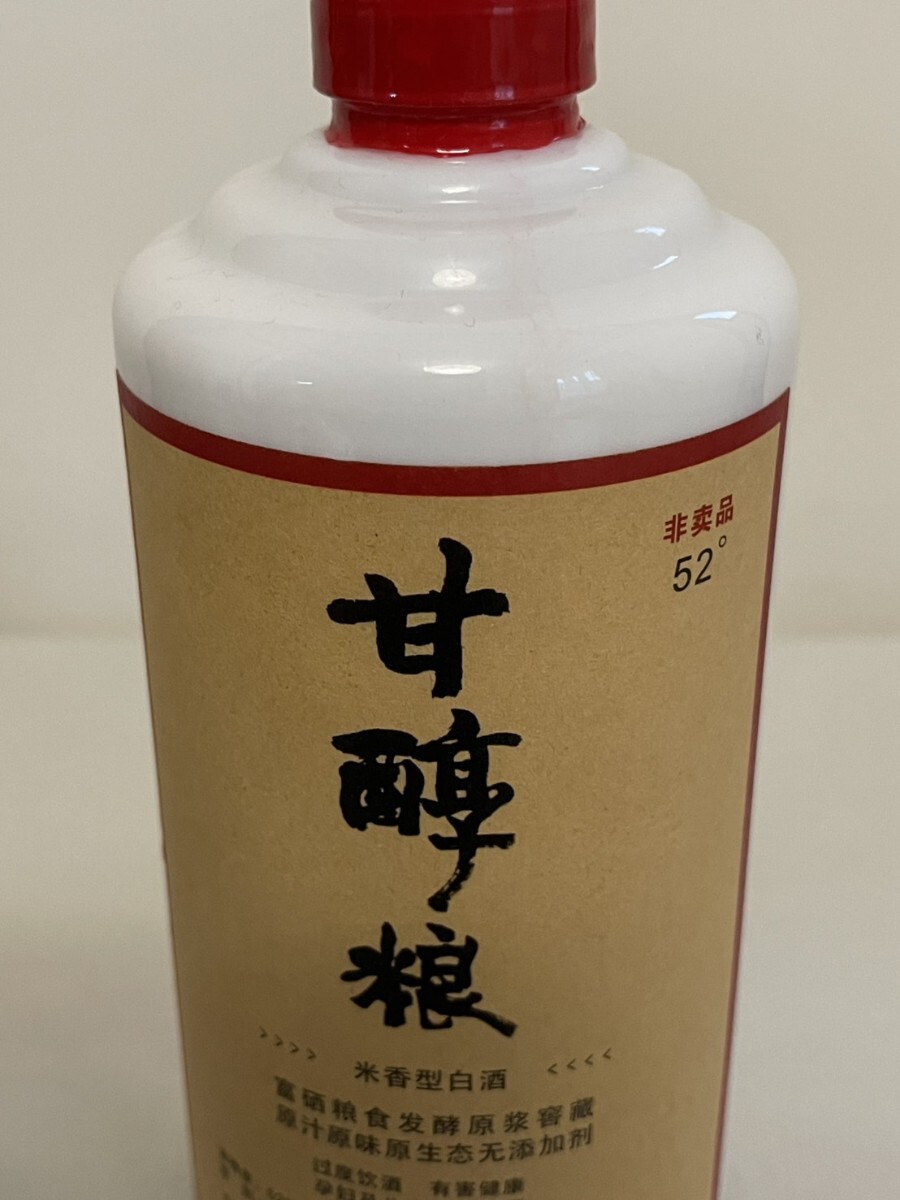 非卖品
52°
甘醇粮
>>>> 米香型白酒 <<<<
富硒粮食发酵原浆窖藏
原汁原味原生态无添加剂
过度饮酒 有害健康